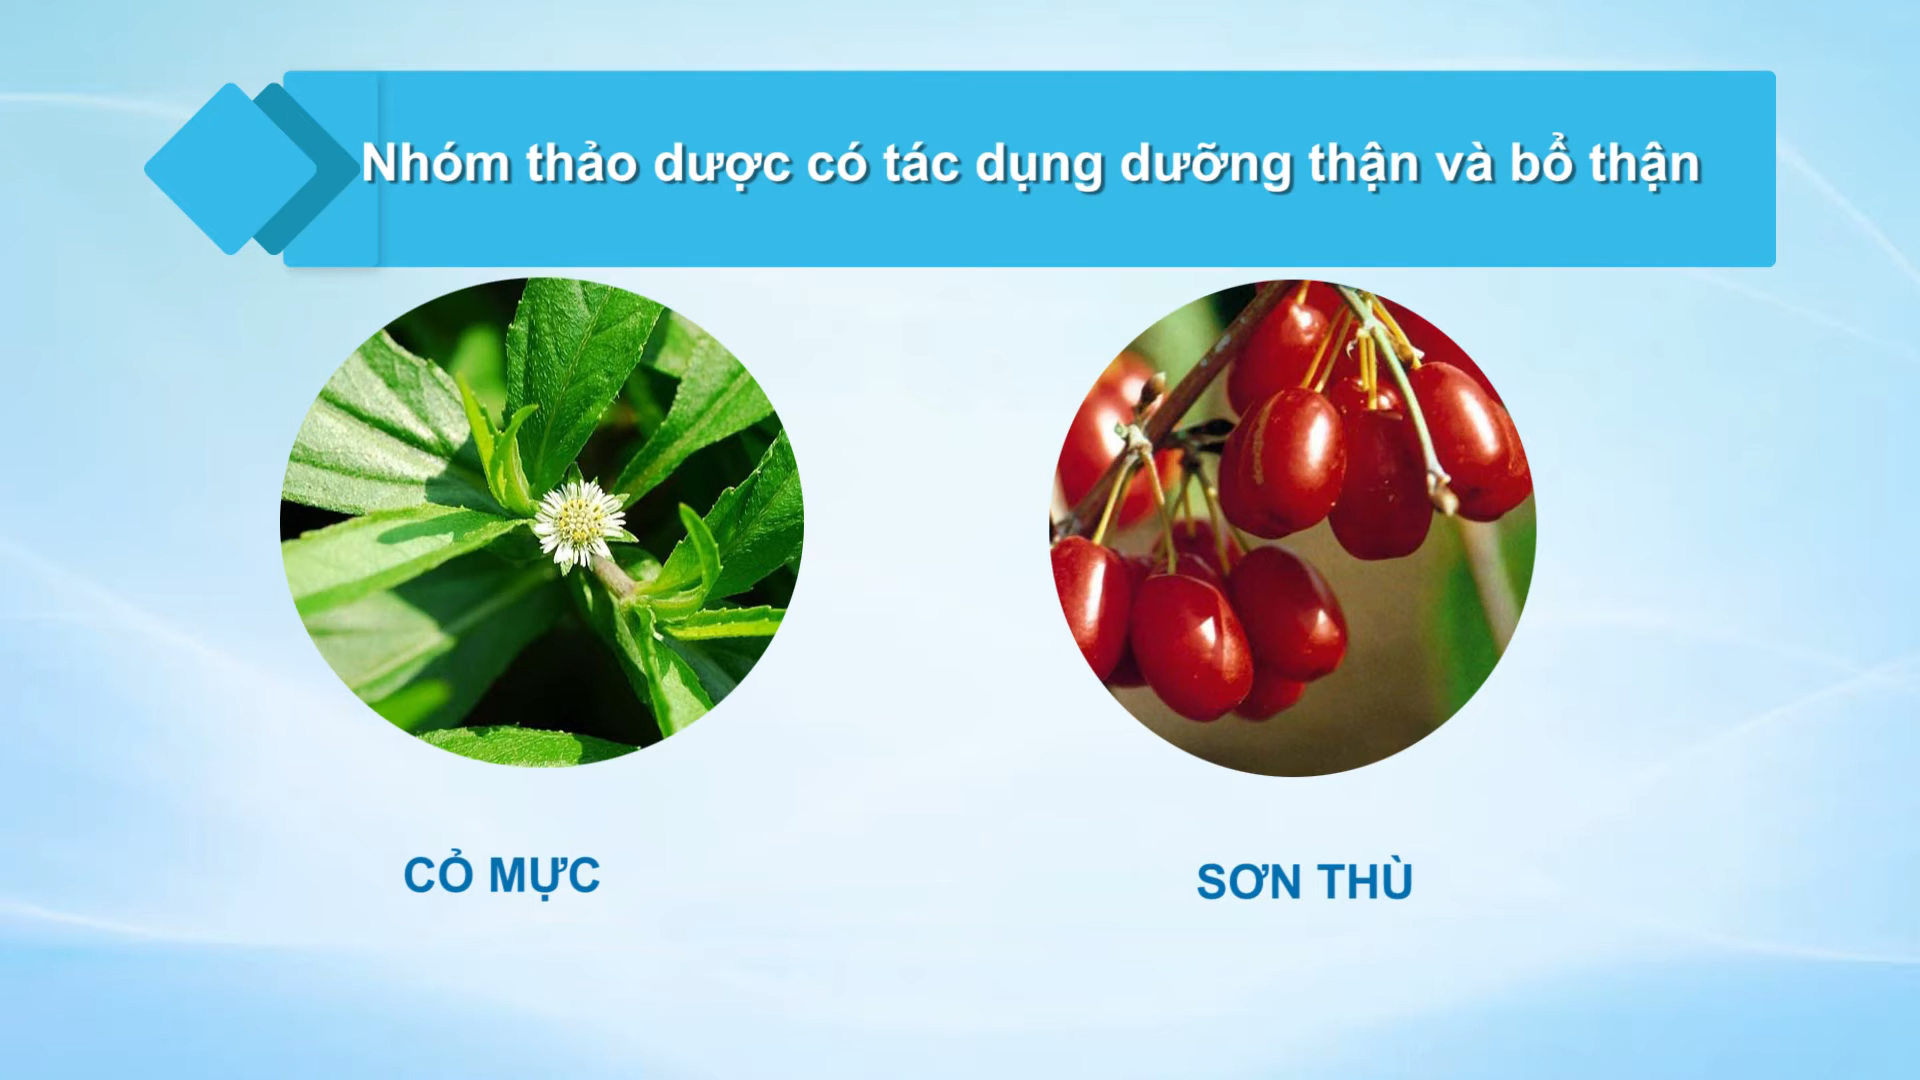 Nhóm thảo dược có tác dụng dưỡng thận và bổ thận
CỎ MỰC
SƠN THÙ